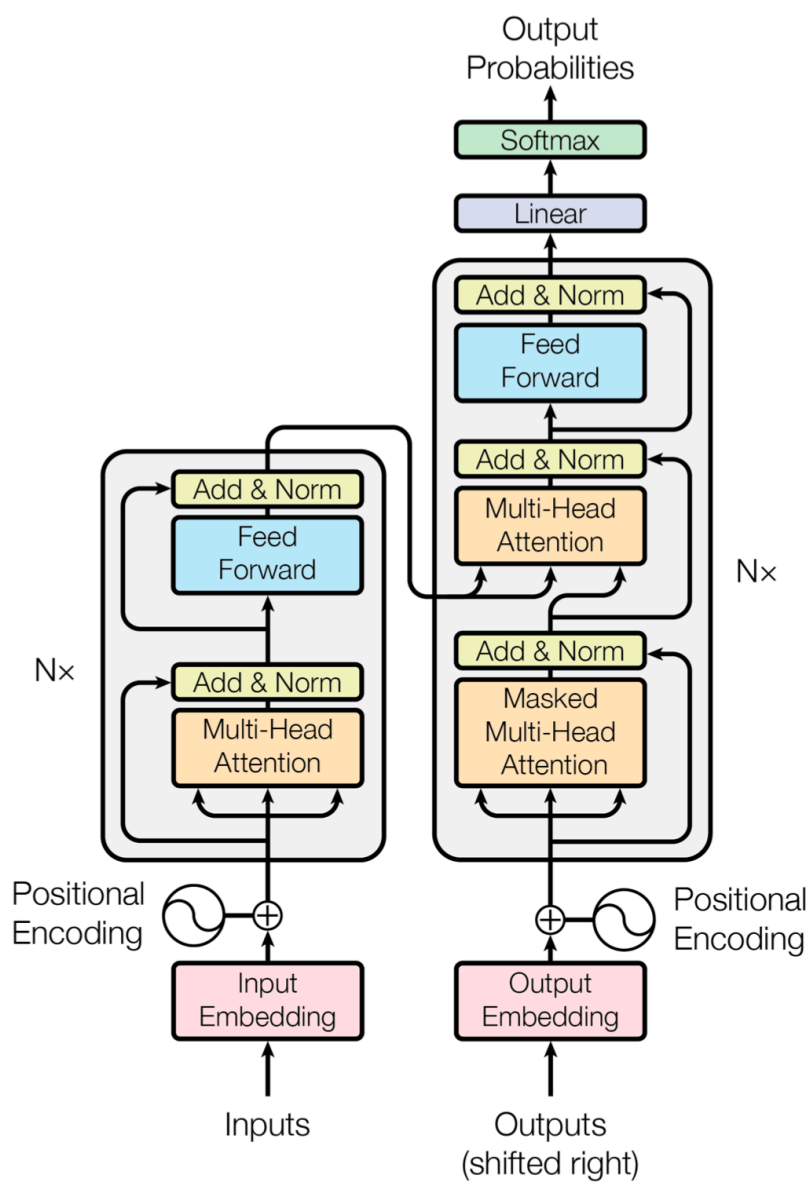 Output
Probabilities
Softmax
Linear
Add & Norm
Feed
Forward
Add & Norm
Multi-Head
Attention
N×
Add & Norm
Masked
Multi-Head
Attention
Positional
Encoding
Output
Embedding
Outputs
(shifted right)
Add & Norm
Feed
Forward
N×
Add & Norm
Multi-Head
Attention
Positional
Encoding
Input
Embedding
Inputs